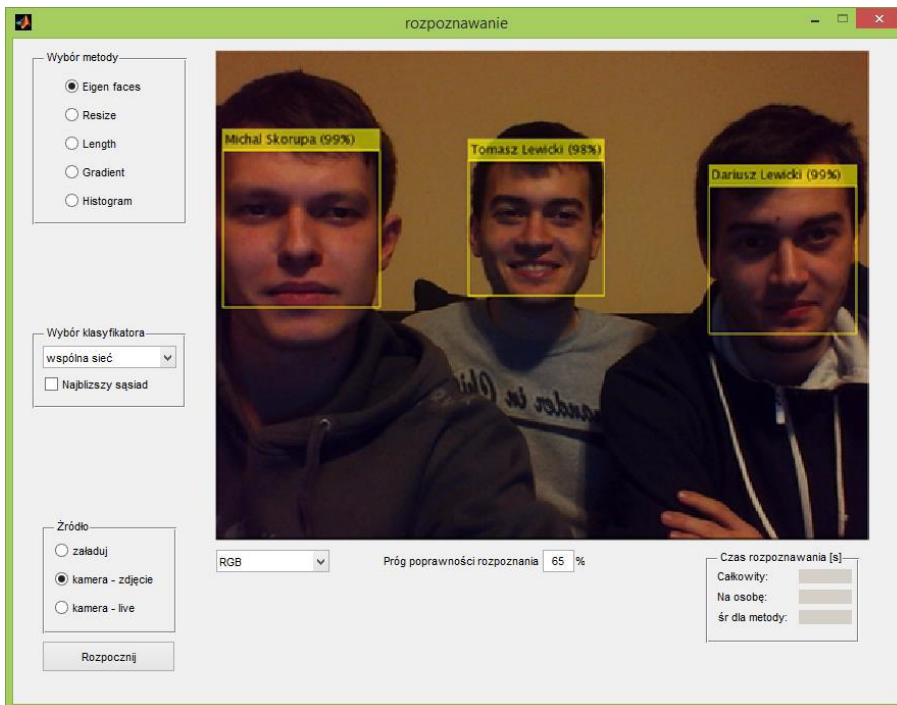 rozpoznawanie
Wybór metody
Eigen faces
Resize
Length
Gradient
Histogram
Michal Skorupa (99%)
Tomasz Lewicki (98%)
Dariusz Lewicki (99%)
Wybór klasyfikatora
wspólna sieć
Najblizszy sąsiad
Żródło
załaduj
kamera - zdjęcie
kamera - live
Rozpocznij
RGB
Próg poprawności rozpoznania 65 %
Czas rozpoznawania [s]
Całkowity:
Na osobę:
śr dla metody: